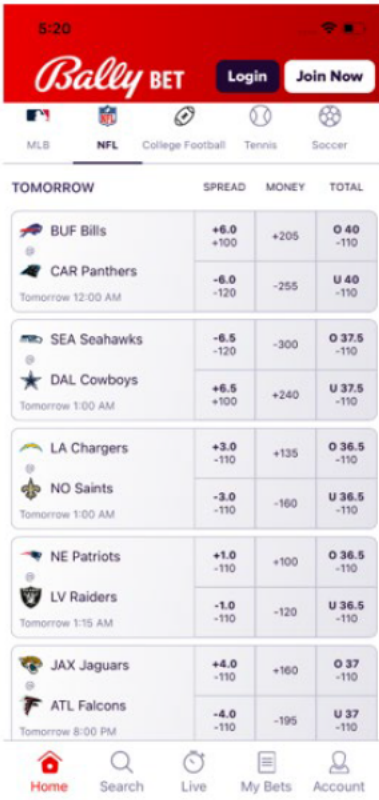 5:20
Bally BET
Login
Join Now
MLB
NFL
College Football
Tennis
Soccer
TOMORROW SPREAD MONEY TOTAL
BUF Bills +6.0 +100 +205 O 40 -110
@
CAR Panthers -6.0 -120 -255 U 40 -110
Tomorrow 12:00 AM
SEA Seahawks -6.5 -120 -300 O 37.5 -110
@
DAL Cowboys +6.5 +100 +240 U 37.5 -110
Tomorrow 1:00 AM
LA Chargers +3.0 -110 +135 O 36.5 -110
@
NO Saints -3.0 -110 -160 U 36.5 -110
Tomorrow 1:00 AM
NE Patriots +1.0 -110 +100 O 36.5 -110
@
LV Raiders -1.0 -110 -120 U 36.5 -110
Tomorrow 1:15 AM
JAX Jaguars +4.0 -110 +160 O 37 -110
@
ATL Falcons -4.0 -110 -195 U 37 -110
Tomorrow 8:00 PM
Home
Search
Live
My Bets
Account